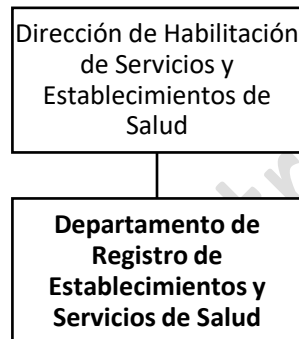 Dirección de Habilitación
de Servicios y
Establecimientos de
Salud
Departamento de
Registro de
Establecimientos y
Servicios de Salud